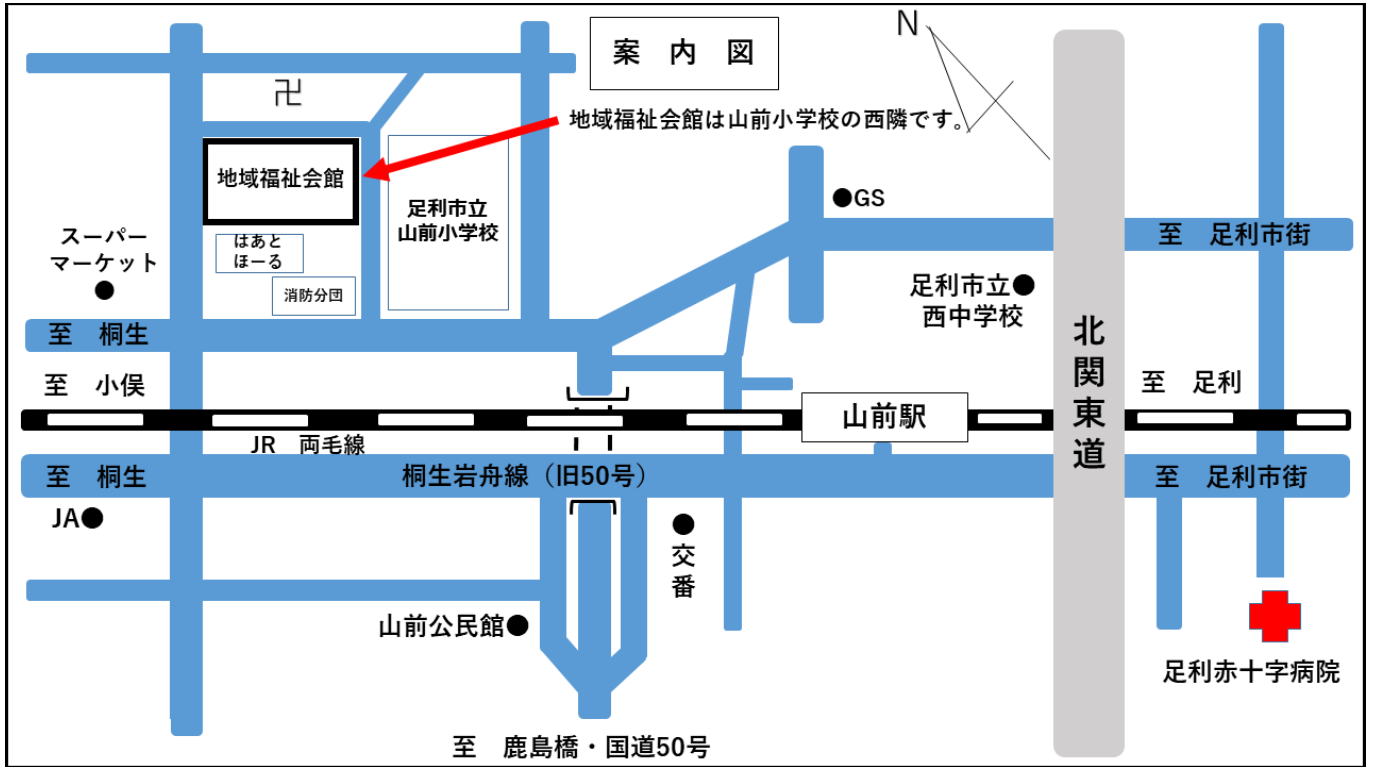 案 内 図
N
卍
地域福祉会館は山前小学校の西隣です。
地域福祉会館
足利市立
山前小学校
●GS
至 足利市街
スーパー
マーケット
●
はあと
ほーる
消防分団
足利市立●
西中学校
至 桐生
北関東道
至 小俣
至 足利
山前駅
JR 両毛線
至 桐生
桐生岩舟線（旧50号）
至 足利市街
JA●
●
交番
山前公民館●
足利赤十字病院
至 鹿島橋・国道50号